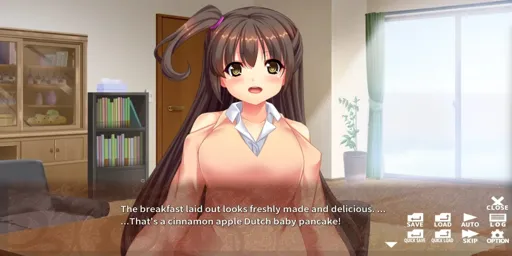 The breakfast laid out looks freshly made and delicious. ...
...That's a cinnamon apple Dutch baby pancake!
CLOSE
SAVE LOAD AUTO LOG
QUICK SAVE QUICK LOAD SKIP OPTION